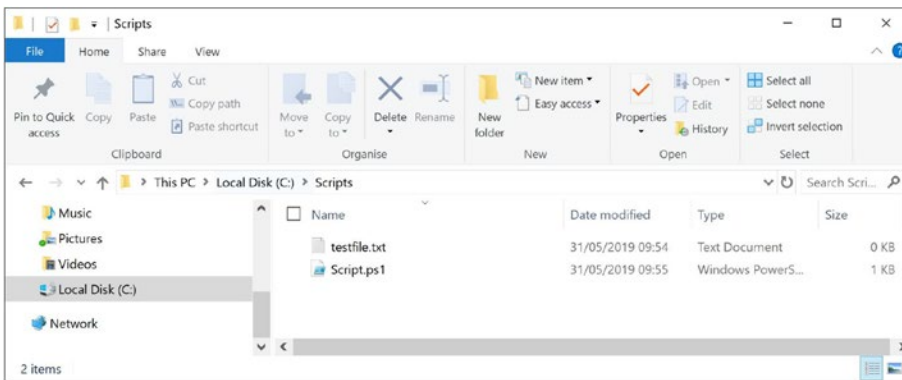 Scripts
File Home Share View
Pin to Quick access
Copy
Paste
Cut
Copy path
Paste shortcut
Clipboard
Move to
Copy to
Delete
Rename
Organise
New folder
New item
Easy access
New
Properties
Open
Edit
History
Open
Select all
Select none
Invert selection
Select
This PC > Local Disk (C:) > Scripts
Search Scri...
Music
Pictures
Videos
Local Disk (C:)
Network
Name Date modified Type Size
testfile.txt 31/05/2019 09:54 Text Document 0 KB
Script.ps1 31/05/2019 09:55 Windows PowerS... 1 KB
2 items